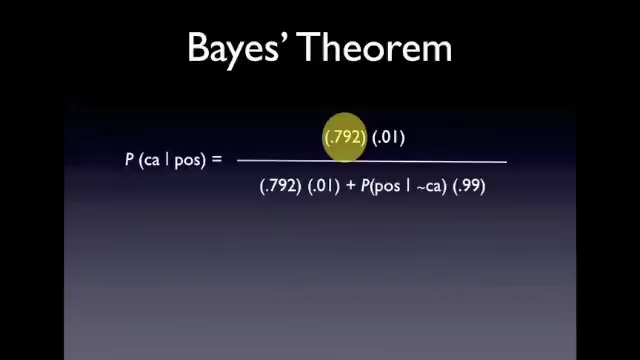 Bayes’ Theorem
(.792) (.01)
P (ca | pos) =
(.792) (.01) + P(pos | ~ca) (.99)